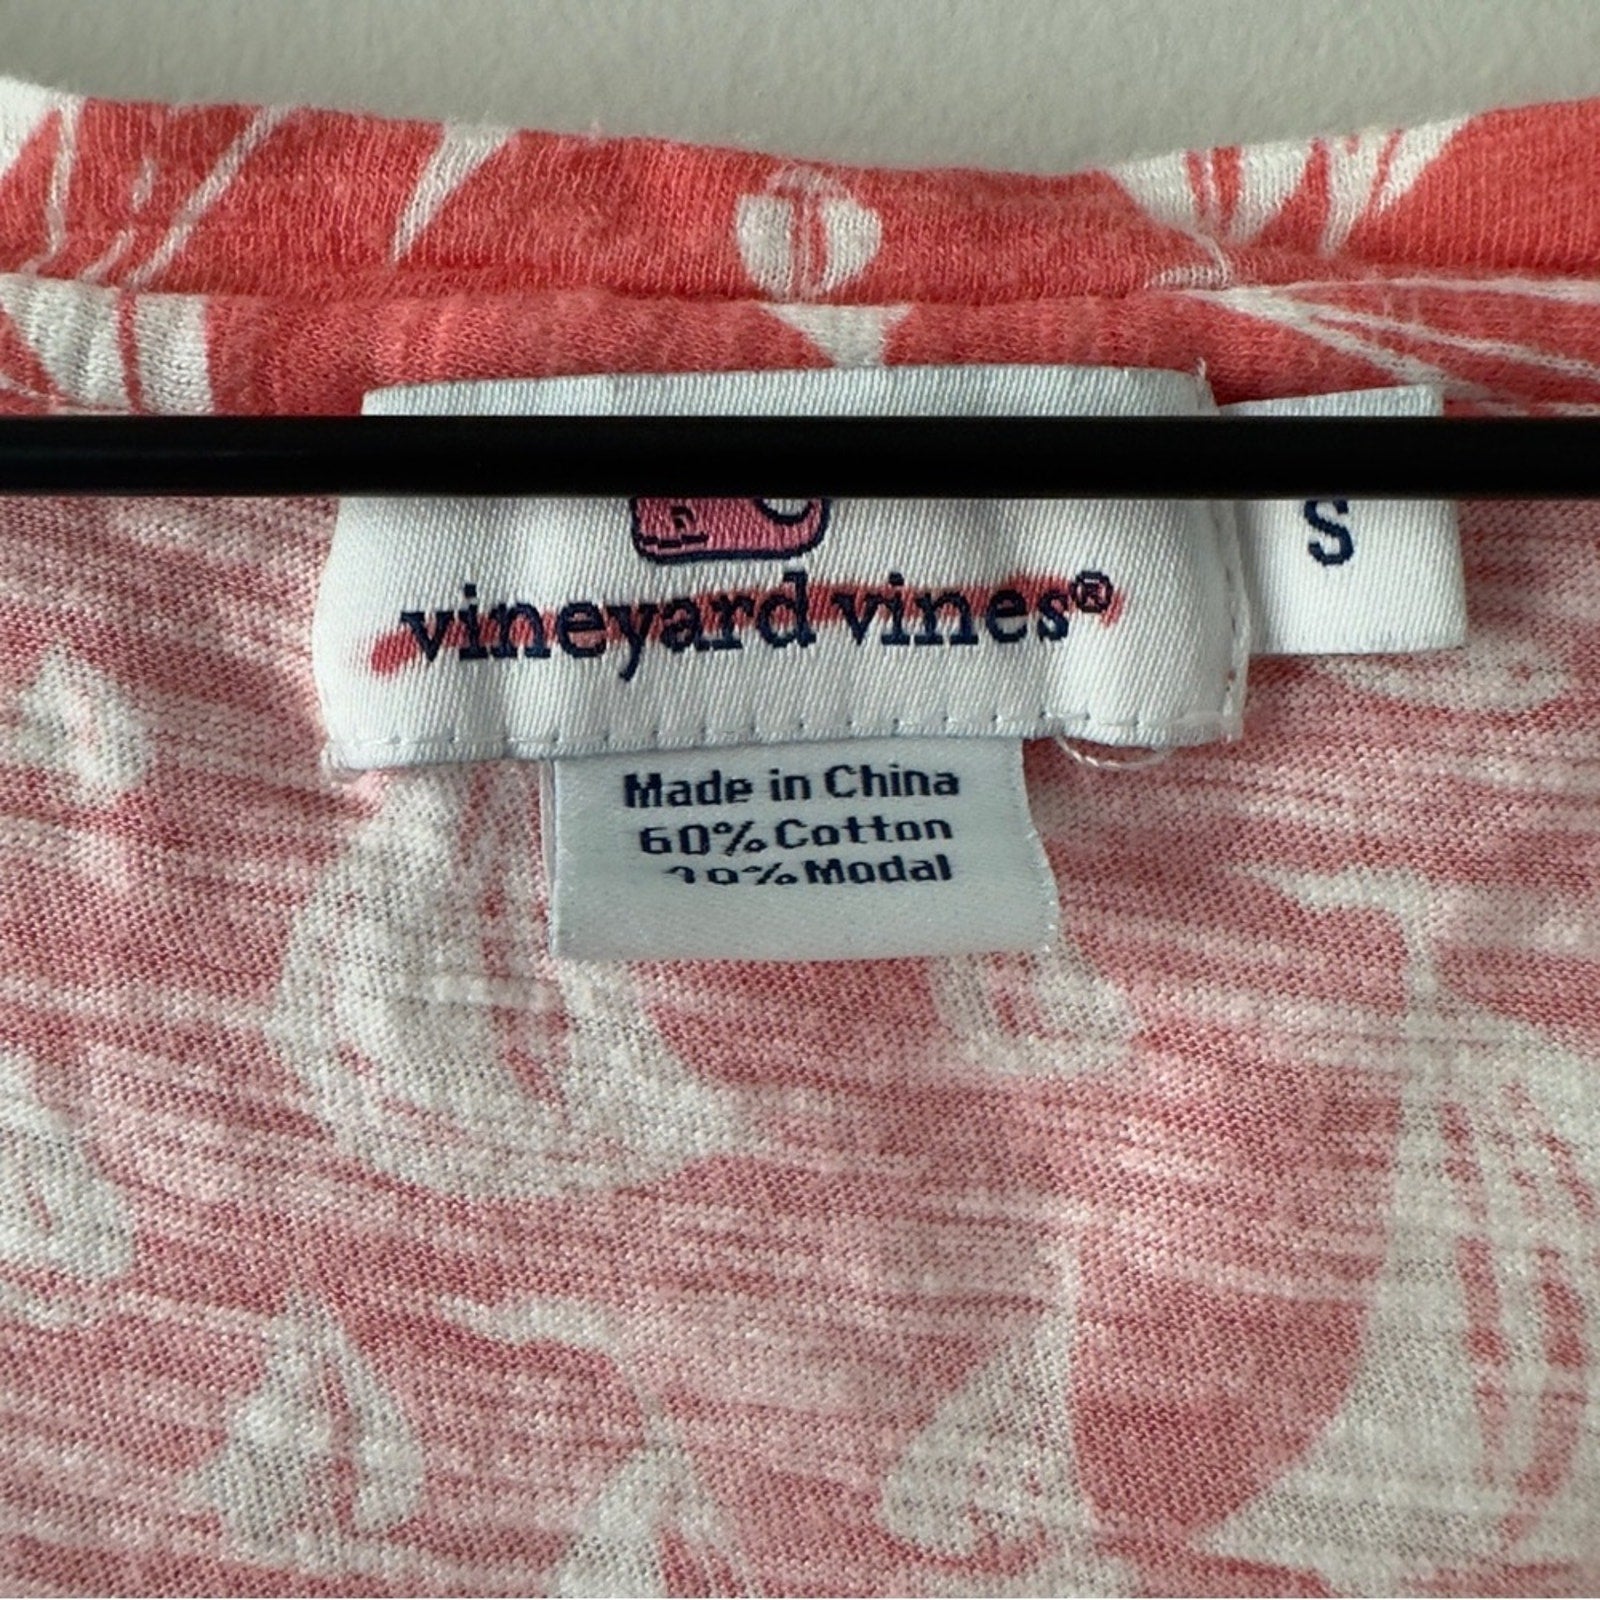 S
vineyard vines®
Made in China
60% Cotton
Modal